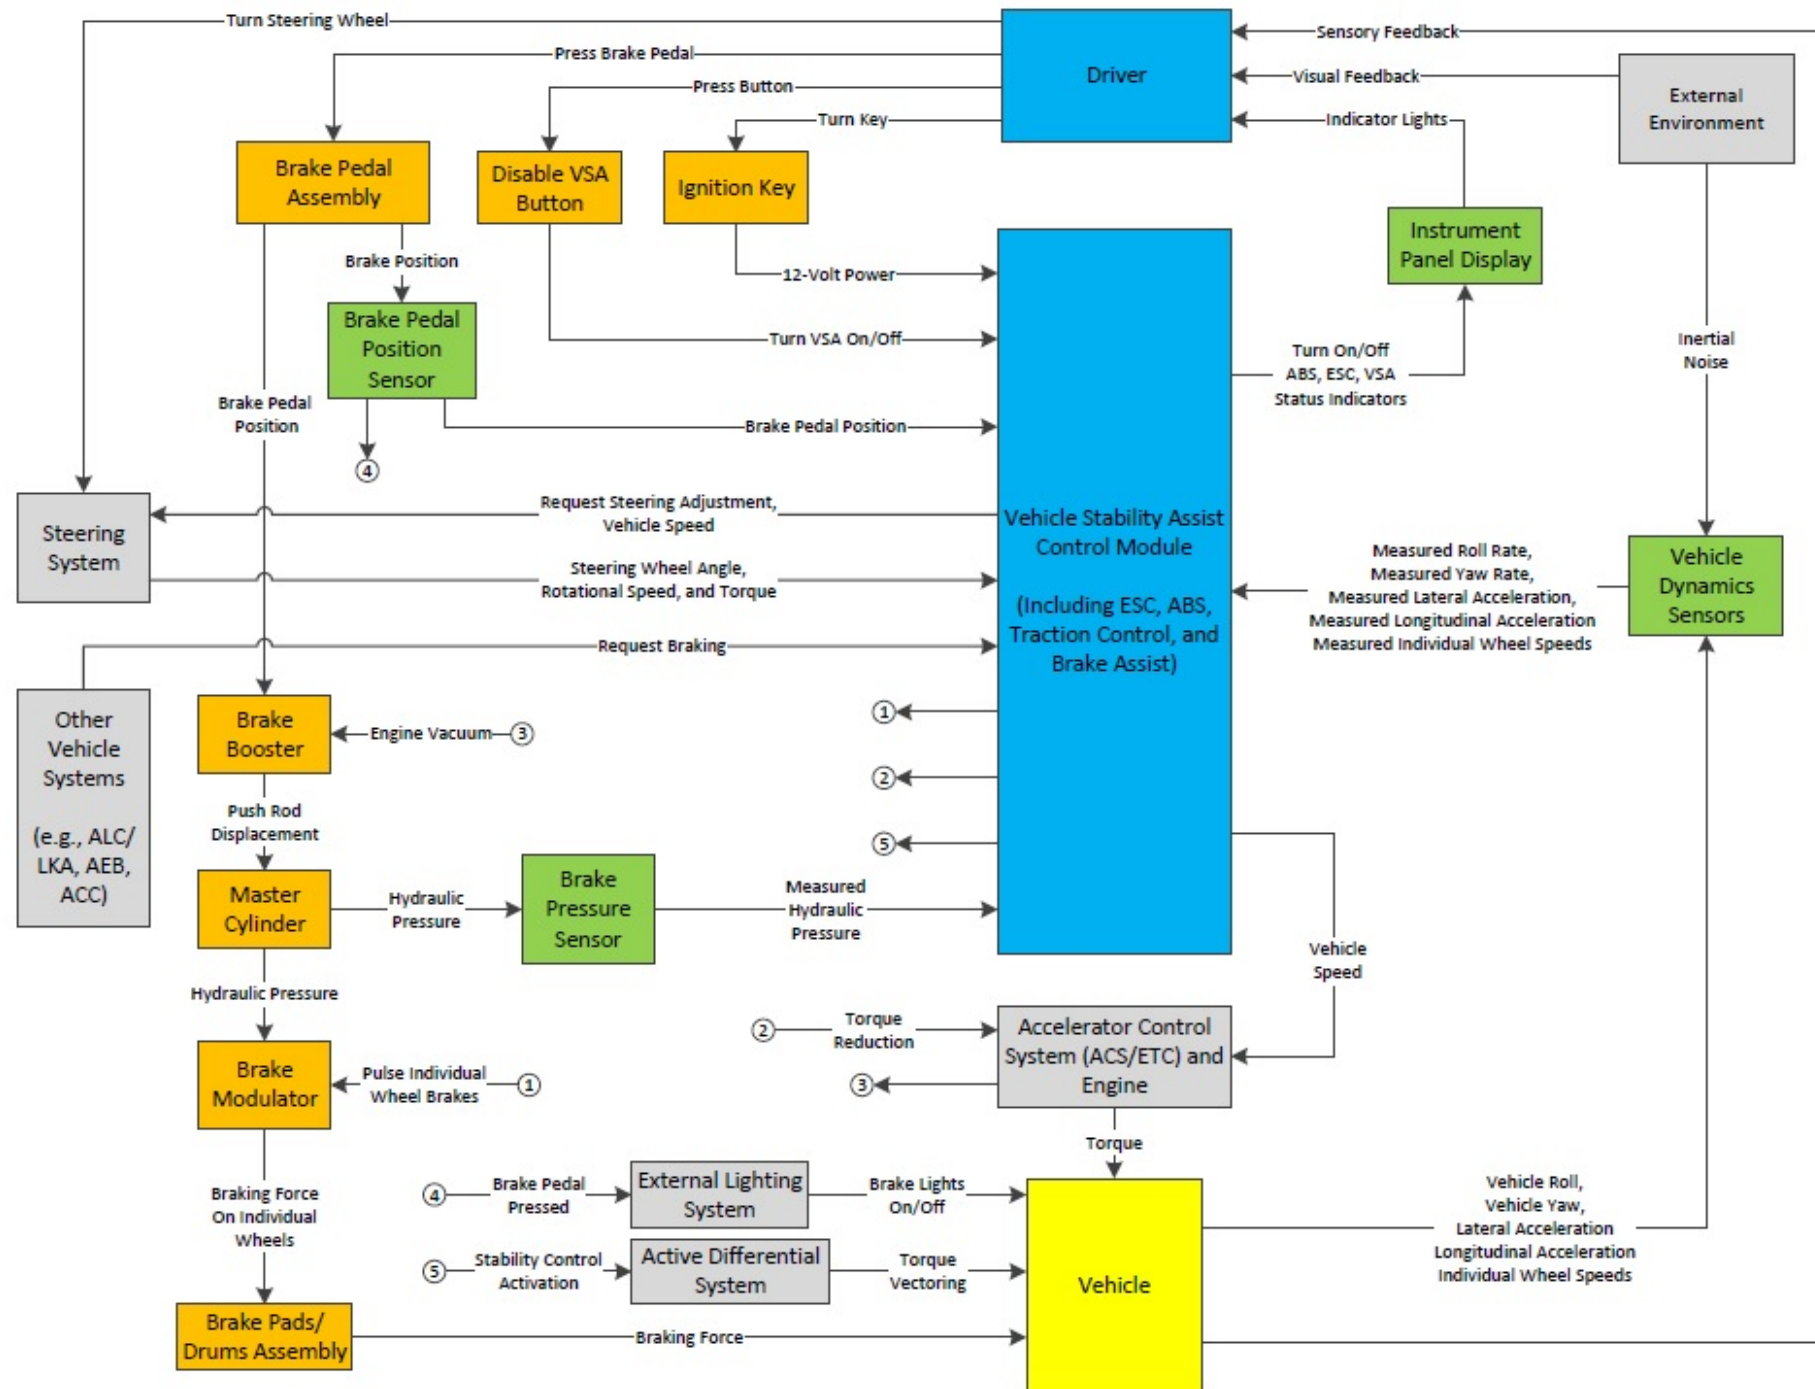 Turn Steering Wheel
Sensory Feedback
Press Brake Pedal
Driver
Visual Feedback
Press Button
External
Environment
Turn Key
Indicator Lights
Brake Pedal
Assembly
Disable VSA
Button
Ignition Key
Instrument
Panel Display
Brake Position
12-Volt Power
Brake Pedal
Position
Sensor
Turn VSA On/Off
Turn On/Off
ABS, ESC, VSA
Status Indicators
Inertial
Noise
Brake Pedal
Position
Brake Pedal Position
4
Request Steering Adjustment,
Vehicle Speed
Steering
System
Steering Wheel Angle,
Rotational Speed, and Torque
Vehicle Stability Assist
Control Module
(Including ESC, ABS,
Traction Control, and
Brake Assist)
Measured Roll Rate,
Measured Yaw Rate,
Measured Lateral Acceleration,
Measured Longitudinal Acceleration
Measured Individual Wheel Speeds
Vehicle
Dynamics
Sensors
Request Braking
Other
Vehicle
Systems
(e.g., ALC/
LKA, AEB,
ACC)
Brake
Booster
Engine Vacuum
3
1
2
5
Push Rod
Displacement
Master
Cylinder
Hydraulic
Pressure
Brake
Pressure
Sensor
Measured
Hydraulic
Pressure
Vehicle
Speed
Hydraulic Pressure
2
Torque
Reduction
Accelerator Control
System (ACS/ETC) and
Engine
3
Brake
Modulator
Pulse Individual
Wheel Brakes
1
Torque
Braking Force
On Individual
Wheels
4
Brake Pedal
Pressed
External Lighting
System
Brake Lights
On/Off
5
Stability Control
Activation
Active Differential
System
Torque
Vectoring
Vehicle
Vehicle Roll,
Vehicle Yaw,
Lateral Acceleration
Longitudinal Acceleration
Individual Wheel Speeds
Brake Pads/
Drums Assembly
Braking Force